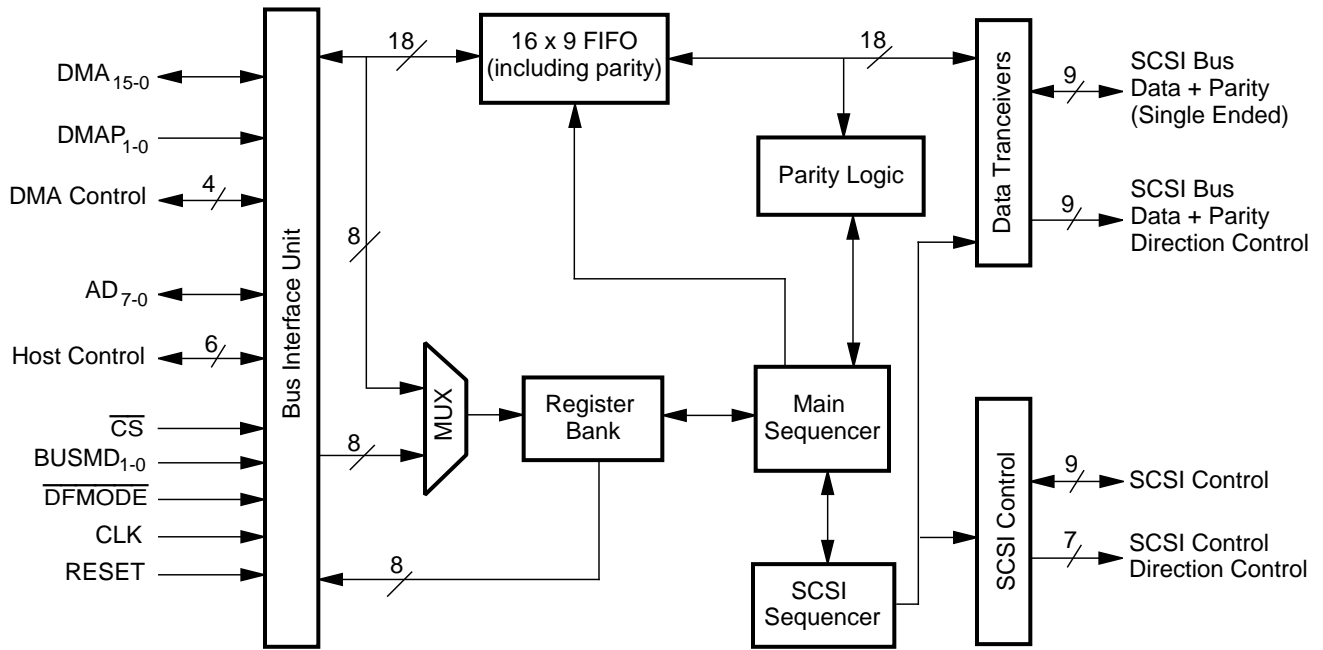 DMA15-0
DMAP1-0
DMA Control
4
AD7-0
Host Control
6
CS
BUSMD1-0
DFMODE
CLK
RESET
Bus Interface Unit
18
8
8
8
MUX
16 x 9 FIFO
(including parity)
Register
Bank
18
Parity Logic
Main
Sequencer
SCSI
Sequencer
Data Tranceivers
9
SCSI Bus
Data + Parity
(Single Ended)
9
SCSI Bus
Data + Parity
Direction Control
SCSI Control
9
SCSI Control
7
SCSI Control
Direction Control